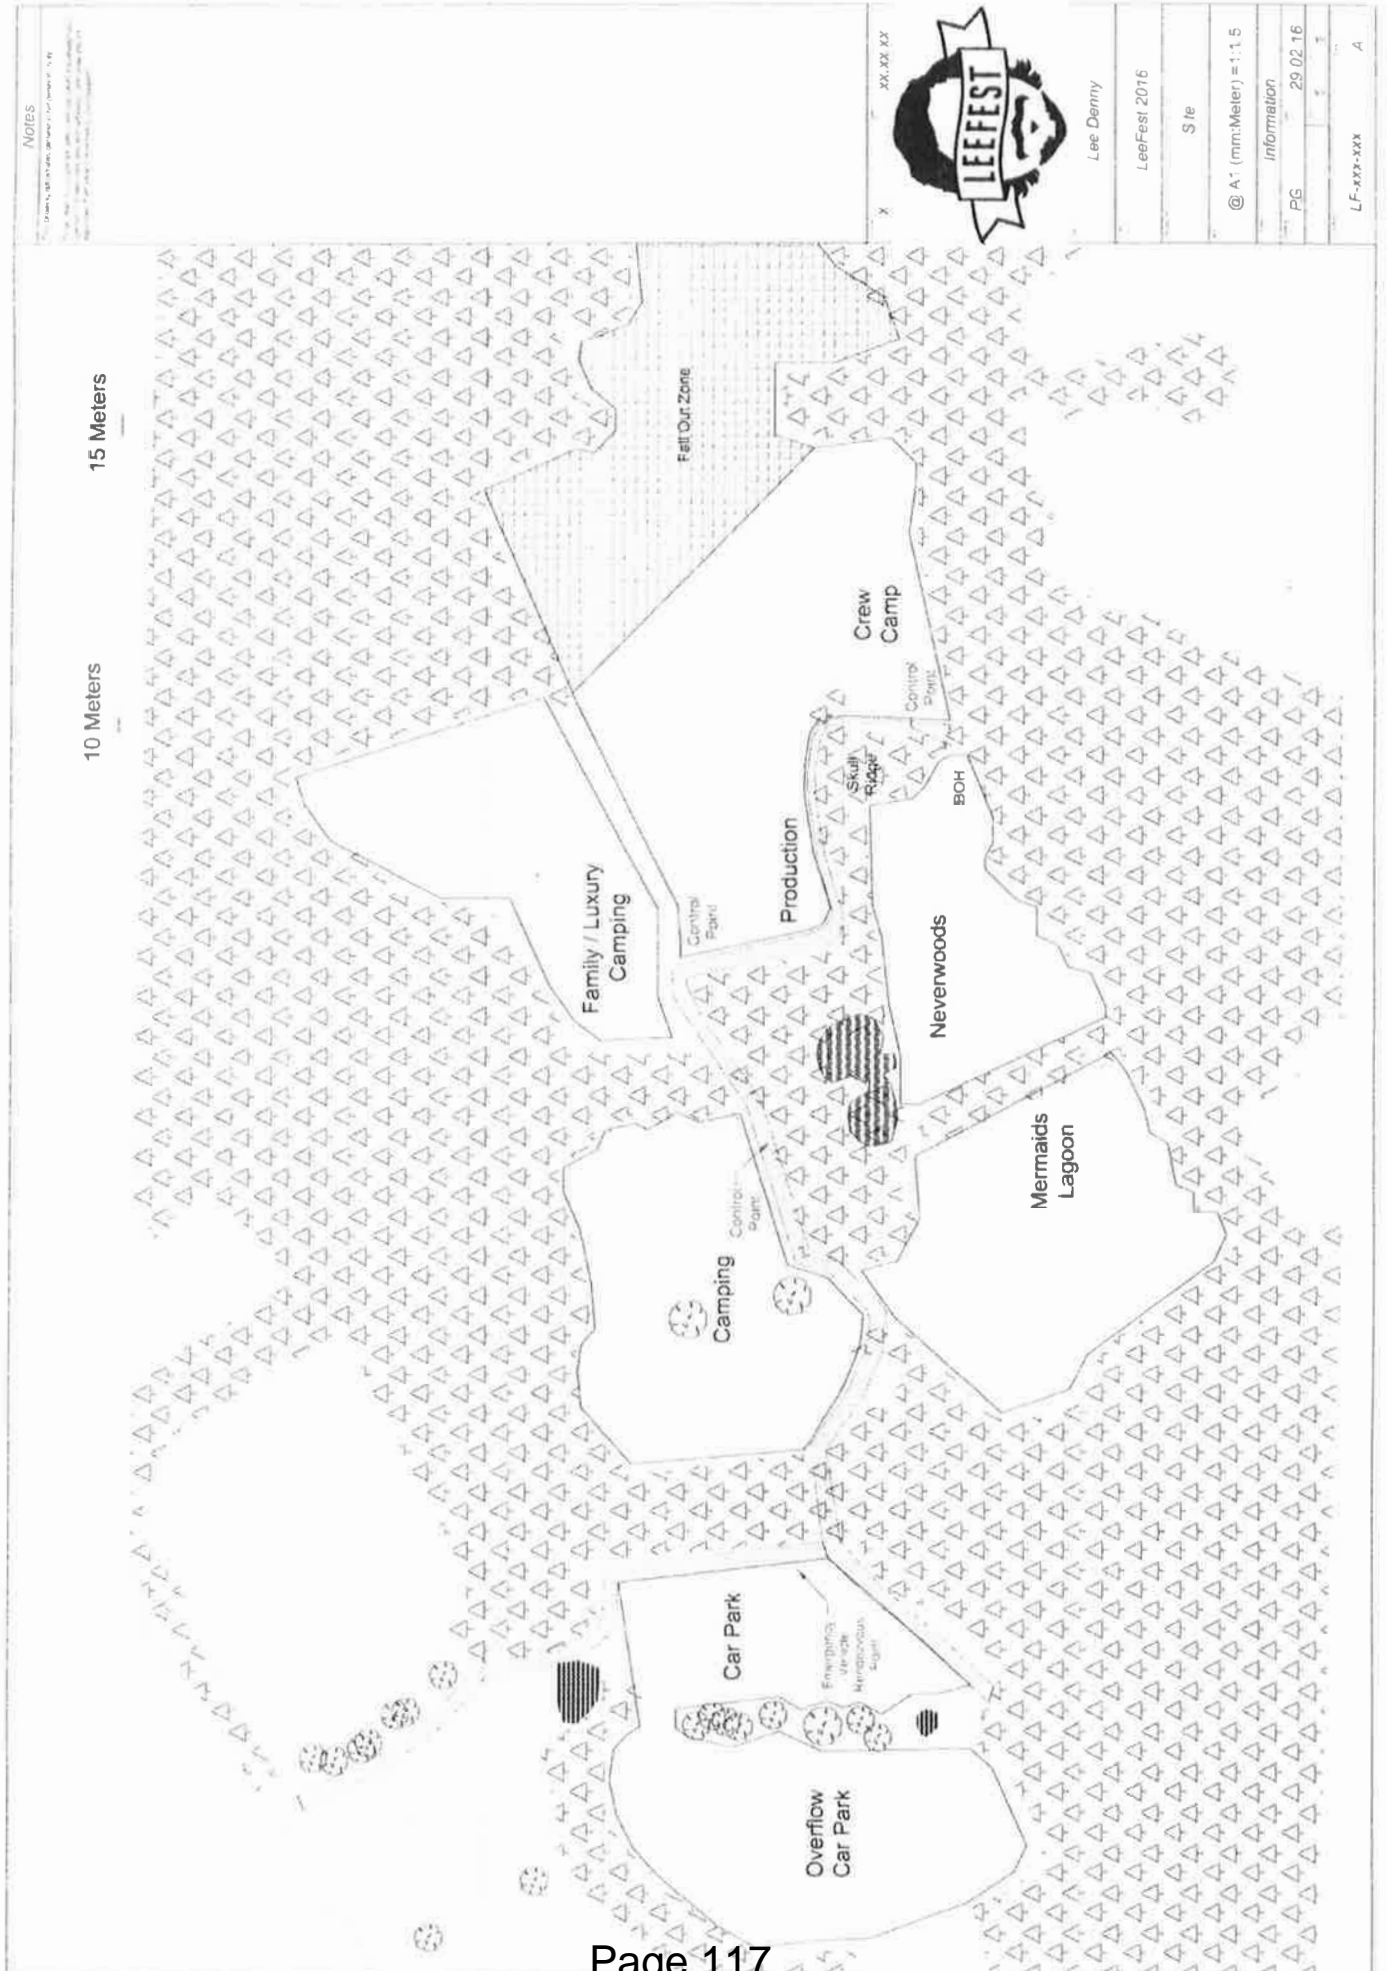 Notes
15 Meters
10 Meters
Fall Out Zone
Crew
Camp
Control
Point
Skull
Ridge
BOH
Production
Family / Luxury
Camping
Control
Point
Neverwoods
Mermaids
Lagoon
Control
Point
Camping
Car Park
Emergency
Vehicle
Rendezvous
Point
Overflow
Car Park
X
XX.XX.XX
LEEFEST
Lee Denny
LeeFest 2016
Site
@ A1 (mm:Meter) = 1:1.5
Information
PG
29 02 16
LF-xxx-xxx
A
Page 117